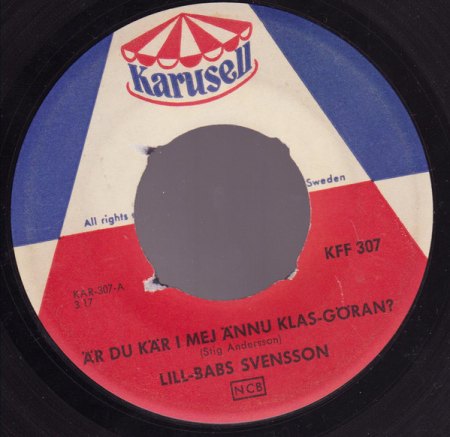 Karusell
Sweden
All rights
KFF 307
KAR-307-A
3.17
ÄR DU KÄR I MEJ ÄNNU KLAS-GÖRAN?
(Stig Andersson)
LILL-BABS SVENSSON
NCB